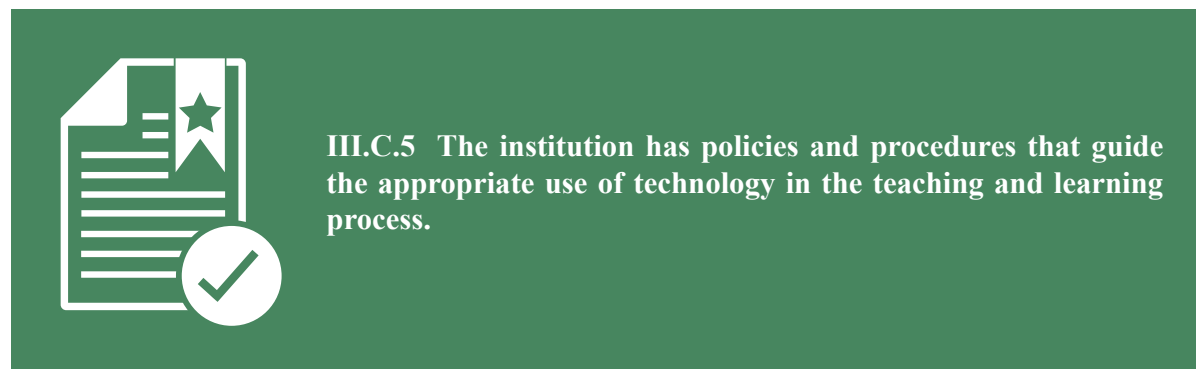 III.C.5 The institution has policies and procedures that guide
the appropriate use of technology in the teaching and learning
process.